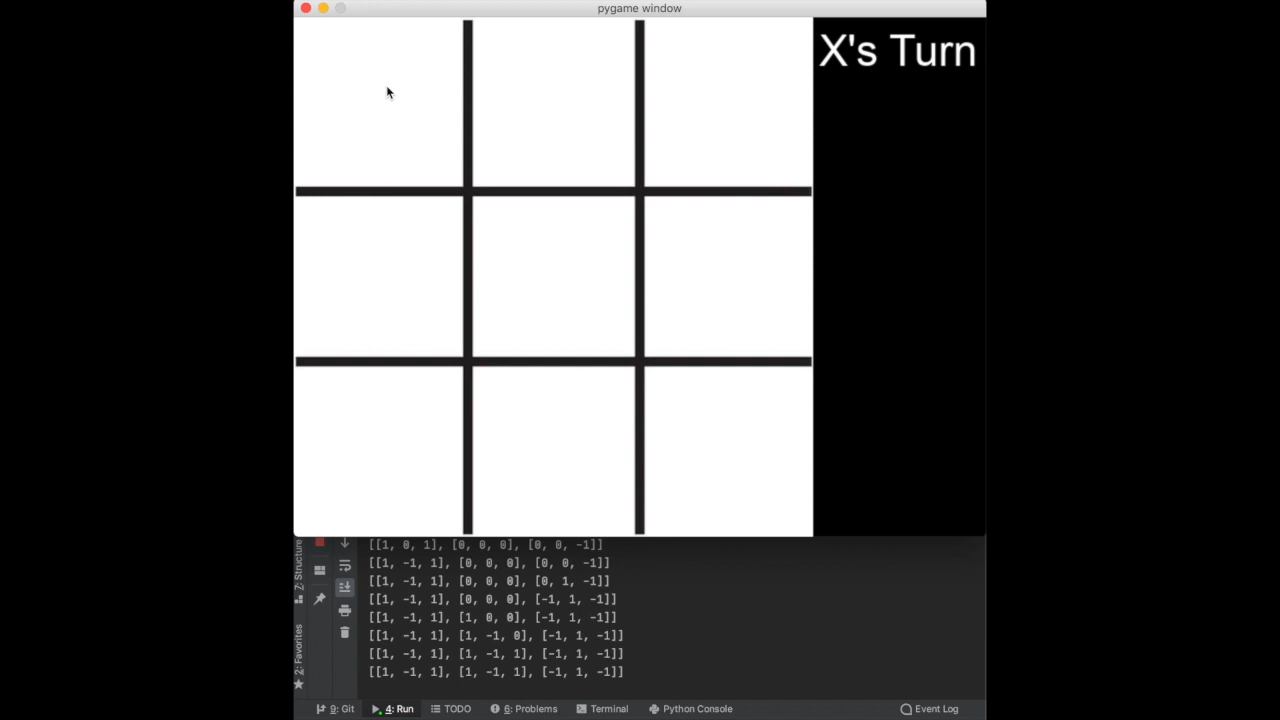 pygame window
X's Turn
[[1, 0, 1], [0, 0, 0], [0, 0, -1]]
[[1, -1, 1], [0, 0, 0], [0, 0, -1]]
[[1, -1, 1], [0, 0, 0], [0, 1, -1]]
[[1, -1, 1], [0, 0, 0], [-1, 1, -1]]
[[1, -1, 1], [1, 0, 0], [-1, 1, -1]]
[[1, -1, 1], [1, -1, 0], [-1, 1, -1]]
[[1, -1, 1], [1, -1, 1], [-1, 1, -1]]
[[1, -1, 1], [1, -1, 1], [-1, 1, -1]]
7: Structure
2: Favorites
9: Git 4: Run TODO 6: Problems Terminal Python Console Event Log